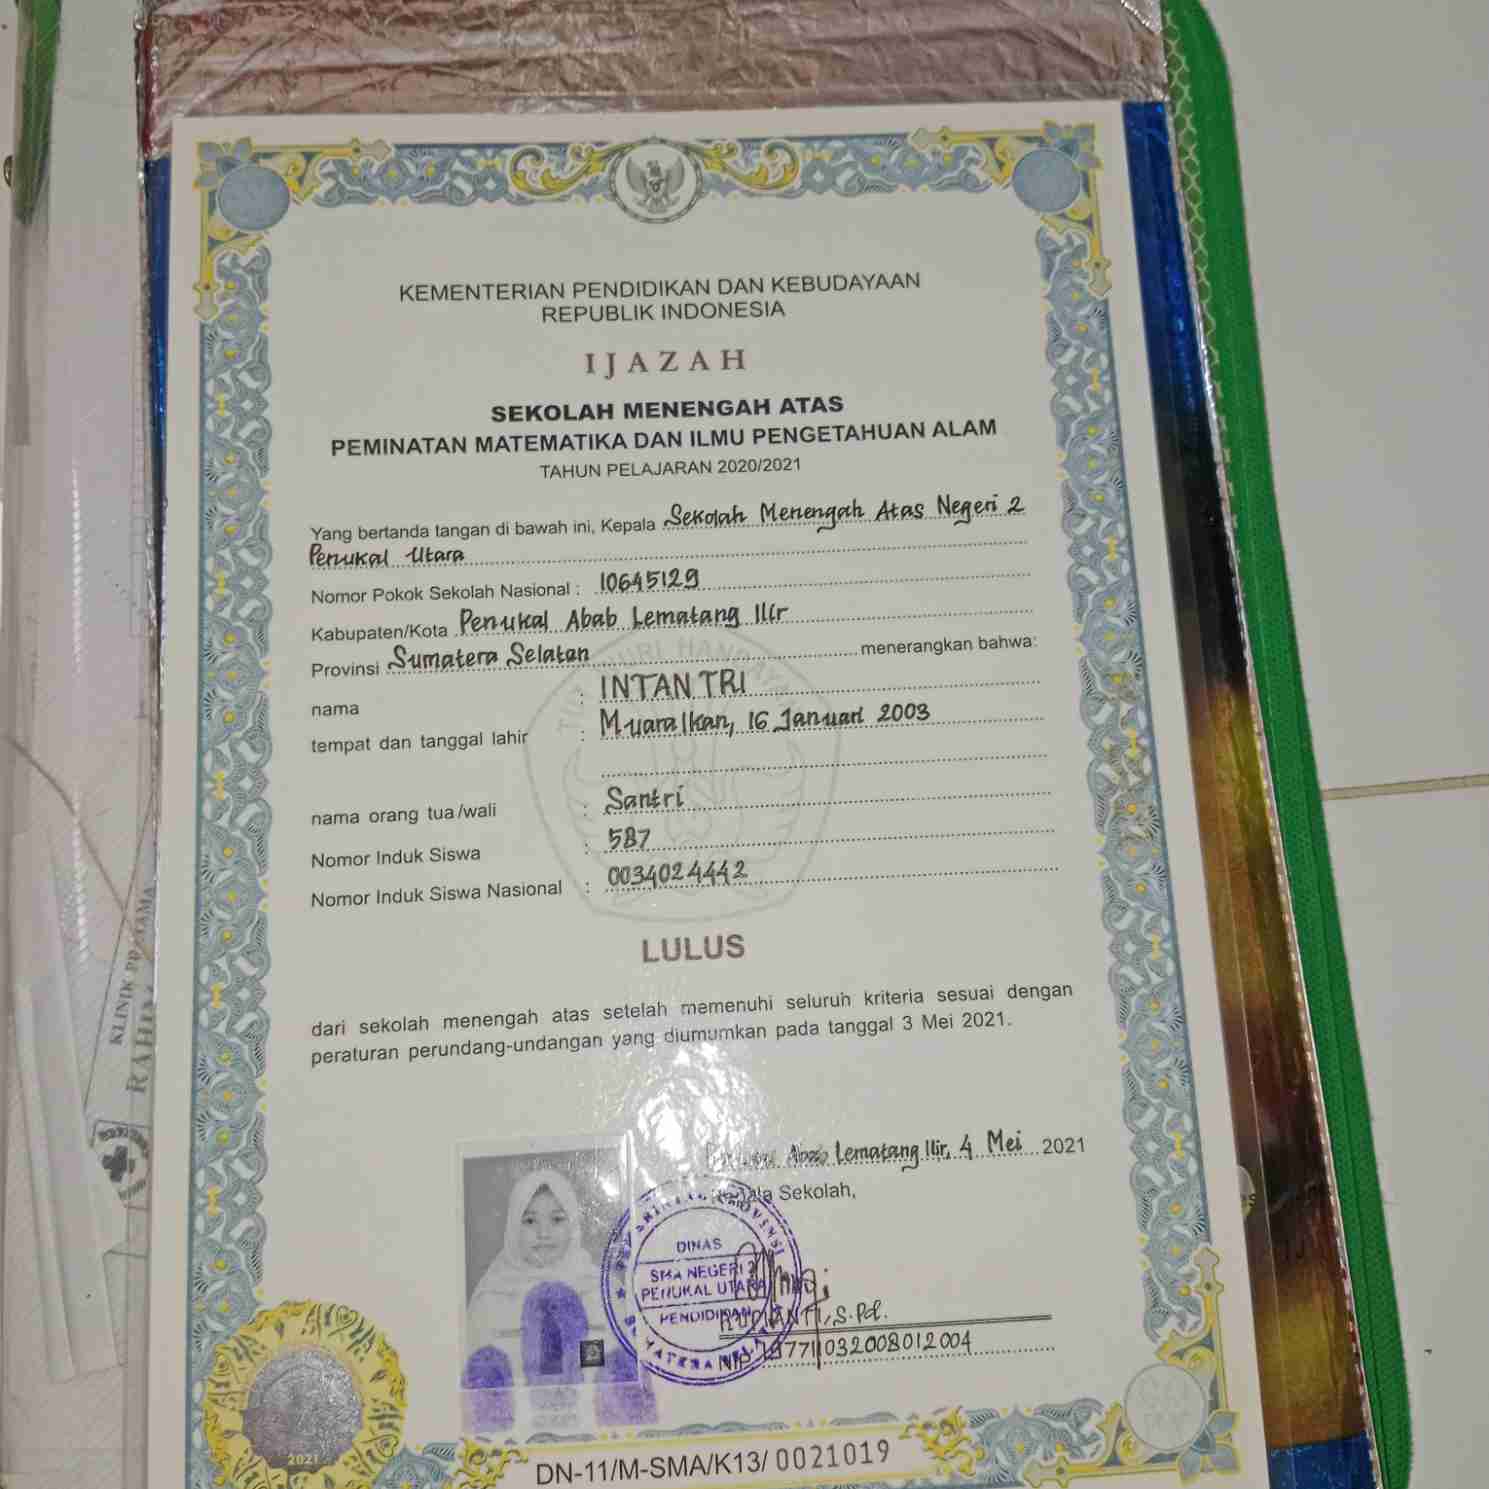 KEMENTERIAN PENDIDIKAN DAN KEBUDAYAAN
REPUBLIK INDONESIA
IJAZAH
SEKOLAH MENENGAH ATAS
PEMINATAN MATEMATIKA DAN ILMU PENGETAHUAN ALAM
TAHUN PELAJARAN 2020/2021
Yang bertanda tangan di bawah ini, Kepala Sekolah Menengah Atas Negeri 2
Penukal Utara
Nomor Pokok Sekolah Nasional : 10645129
Kabupaten/Kota Penukal Abab Lematang Ilir
Provinsi Sumatera Selatan menerangkan bahwa:
nama : INTAN TRI
tempat dan tanggal lahir : Muara Ikan, 16 Januari 2003
nama orang tua/wali : Santri
Nomor Induk Siswa : 587
Nomor Induk Siswa Nasional : 0034024442
LULUS
dari sekolah menengah atas setelah memenuhi seluruh kriteria sesuai dengan
peraturan perundang-undangan yang diumumkan pada tanggal 3 Mei 2021.
Abab Lematang Ilir, 4 Mei 2021
Kepala Sekolah,
DINAS
SMA NEGERI 2
PENUKAL UTARA
PENDIDIKAN
RUDIANTI, S.Pd.
NIP 197711032008012004
2021
DN-11/M-SMA/K13/ 0021019
KLINIK PRATAMA